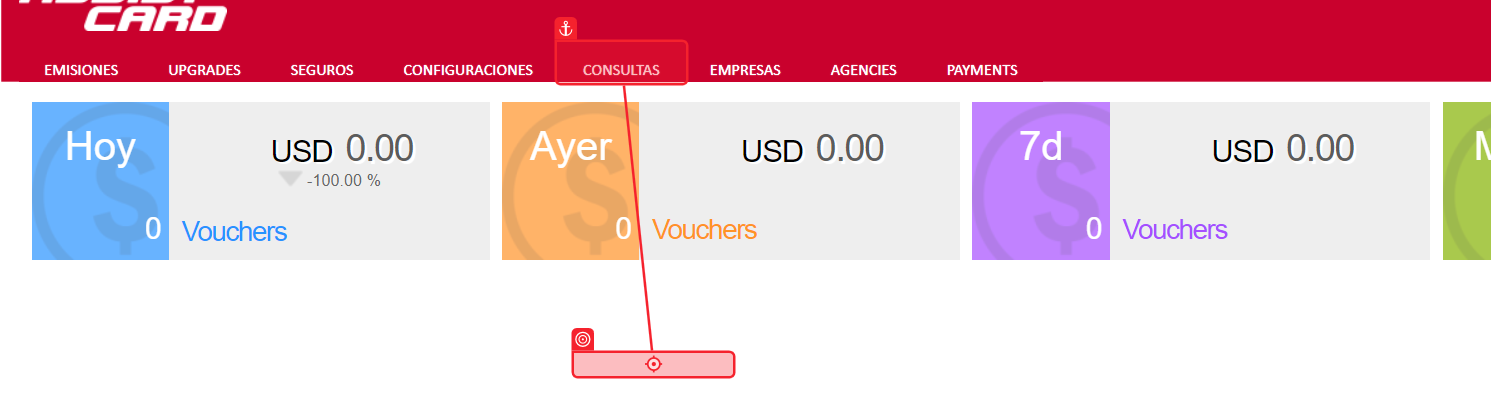 CARD
EMISIONES UPGRADES SEGUROS CONFIGURACIONES CONSULTAS EMPRESAS AGENCIES PAYMENTS
Hoy USD 0.00 Ayer USD 0.00 7d USD 0.00
-100.00 %
0 Vouchers 0 Vouchers 0 Vouchers